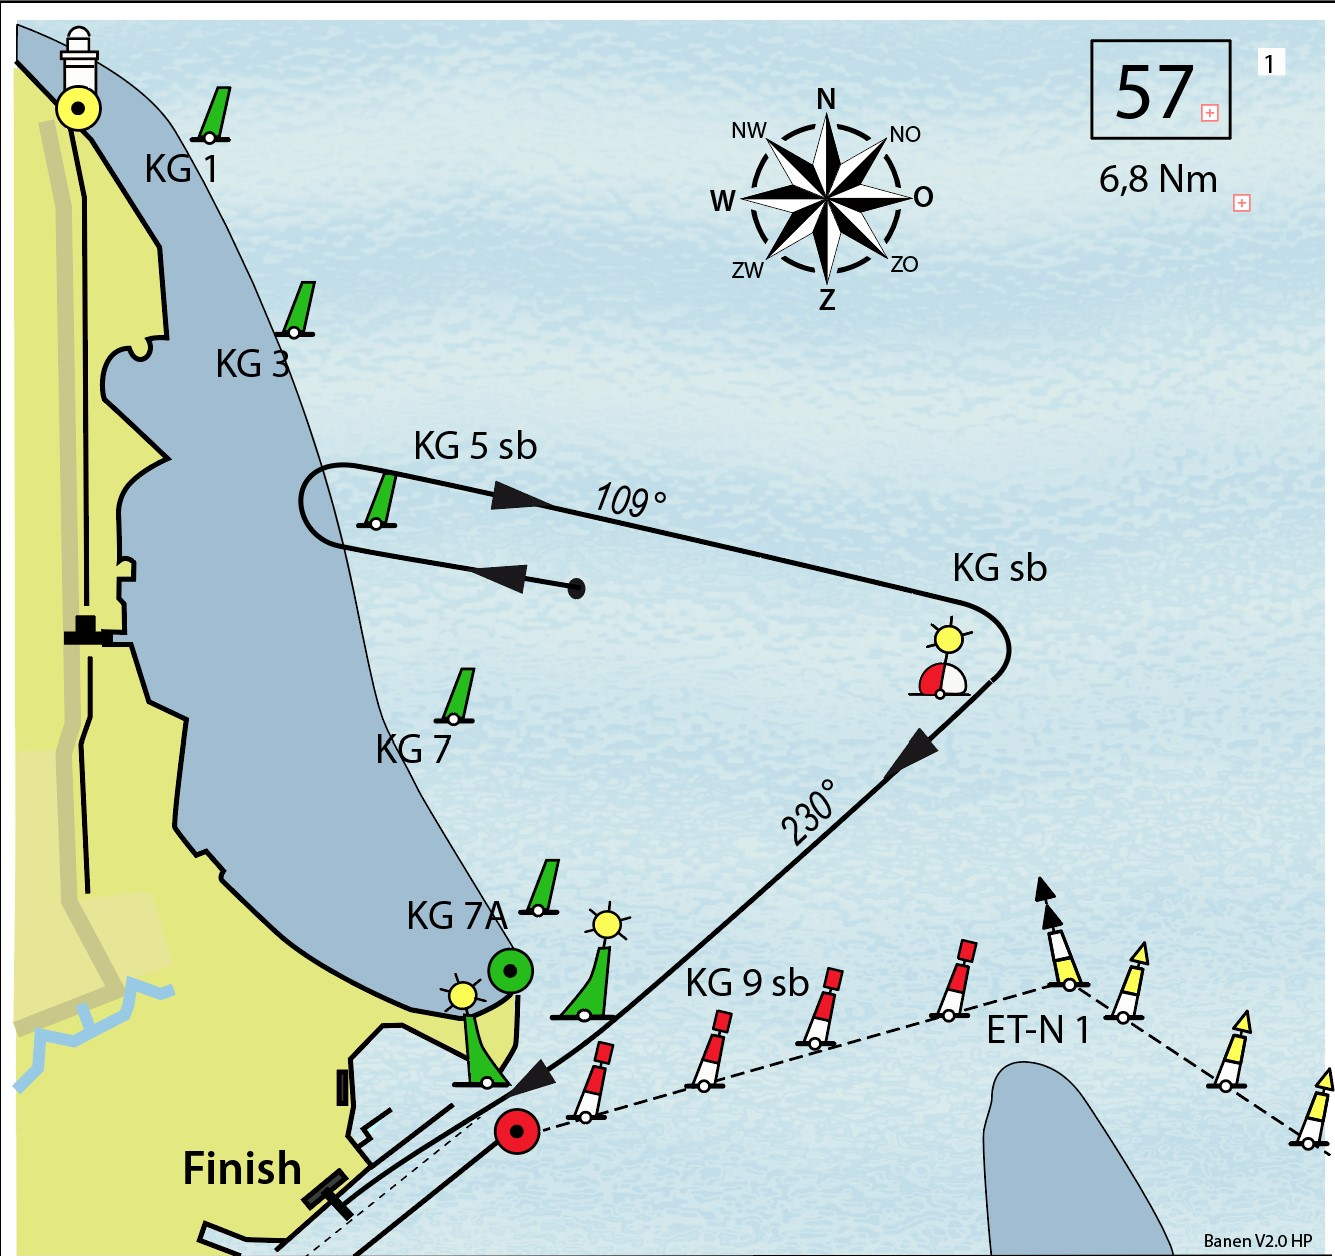 57
1
6,8 Nm
N
NW
NO
W
O
ZW
ZO
Z
KG 1
KG 3
KG 5 sb
109°
KG sb
KG 7
230°
KG 7A
KG 9 sb
ET-N 1
Finish
Banen V2.0 HP